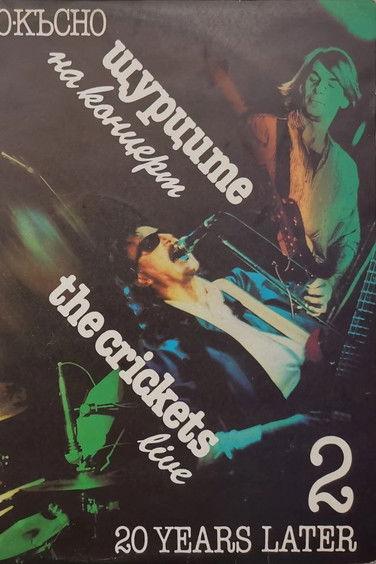 О·КЪСНО
щурците
на концерт
the crickets
live
2
20 YEARS LATER